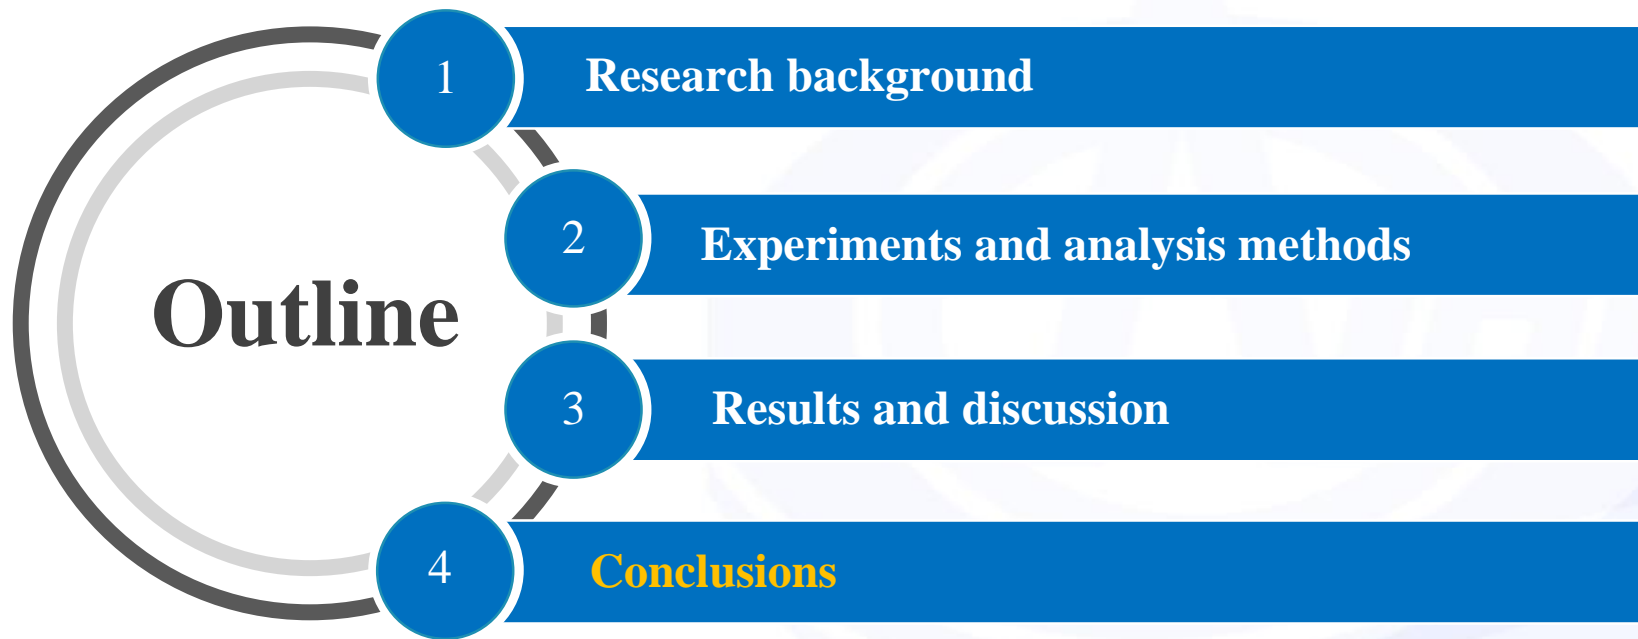 Outline
1
Research background
2
Experiments and analysis methods
3
Results and discussion
4
Conclusions